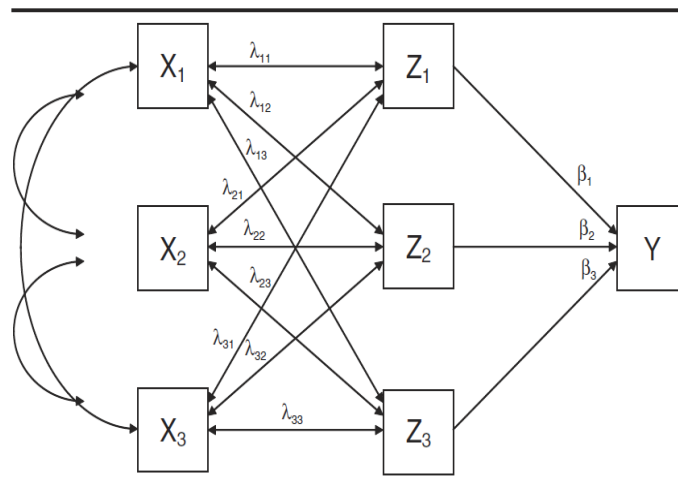 X₁ λ₁₁ Z₁
λ₁₂
λ₁₃
β₁
λ₂₁
X₂ λ₂₂ Z₂ β₂ Y
λ₂₃
β₃
λ₃₁ λ₃₂
X₃ λ₃₃ Z₃